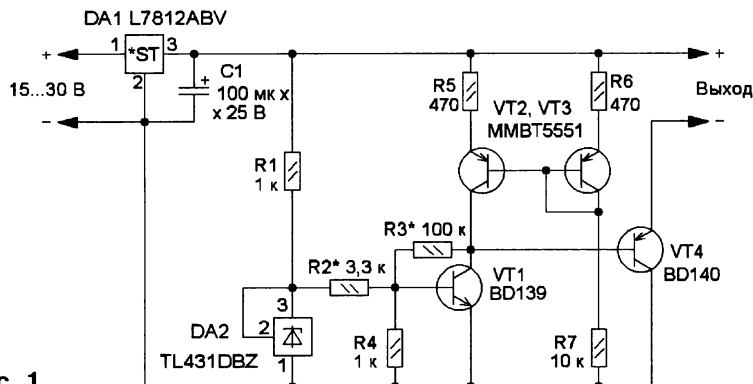 DA1 L7812ABV
+ 1 *ST 3 +
2
15...30 В
C1
+
100 мк х
х 25 В
R5
470
R6
470
Выход
–
–
VT2, VT3
MMBT5551
R1
1 к
R3* 100 к
R2* 3,3 к
VT4
BD140
VT1
BD139
3
DA2
2
TL431DBZ
1
R4
1 к
R7
10 к